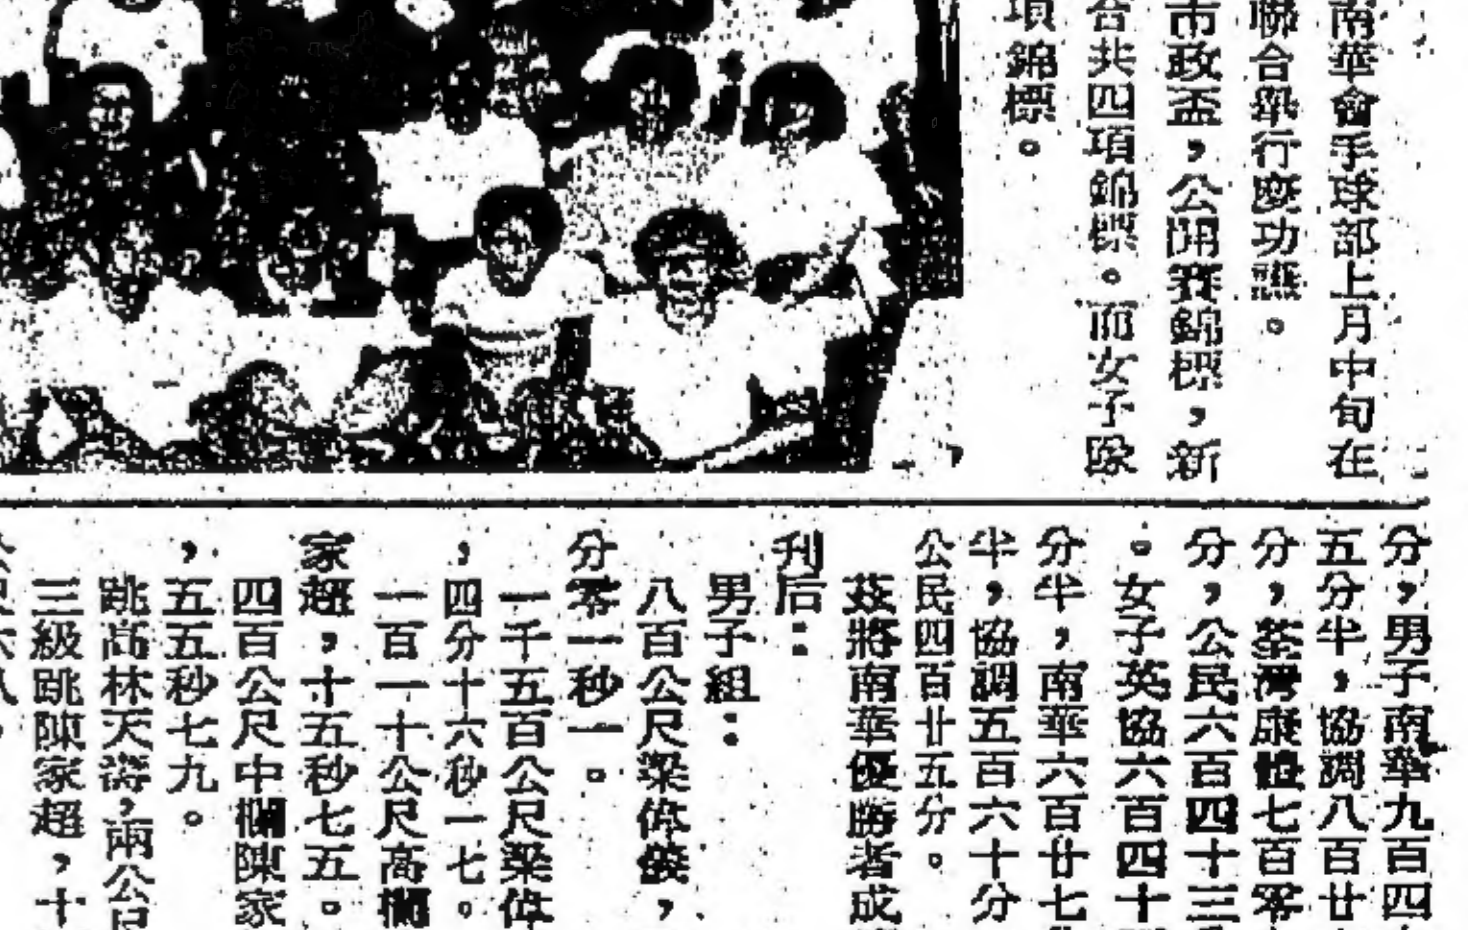 南華會手球部上月中旬在
聯合舉行慶功讌。
市政盃，公開賽錦標，新
合共四項錦標。而女子隊
項錦標。
分，男子南華九百四
五分半，協調八百廿
分，荃灣康體七百零
分，公民六百四十三
。女子英協六百四十
分半，南華六百廿七
半，協調五百六十分
公民四百廿五分。
茲將南華優勝者成
刋后：
男子組：
八百公尺梁偉儀，
分零一秒一。
一千五百公尺梁偉
，四分十六秒一七。
一百一十公尺高欄
家超，十五秒七五。
四百公尺中欄陳家
，五五秒七九。
跳高林天壽，兩公尺
三級跳陳家超，十